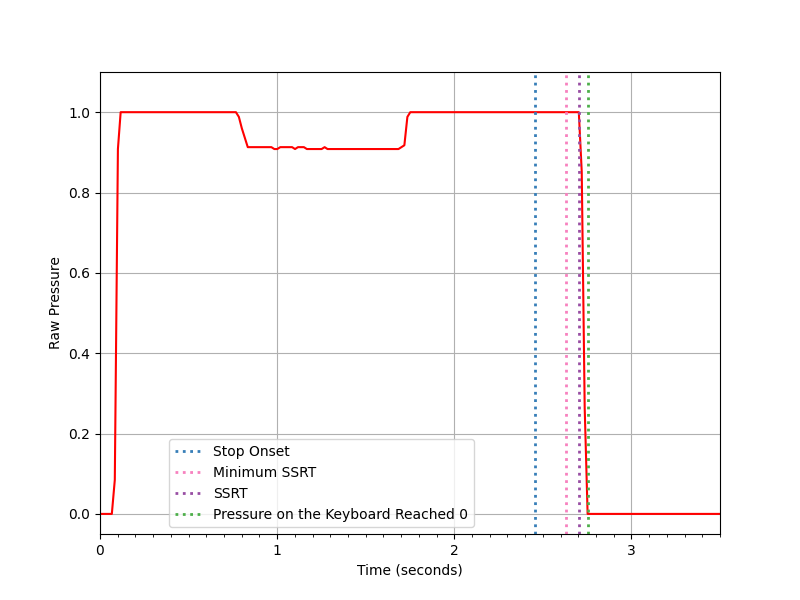 1.0
0.8
0.6
0.4
0.2
0.0
Raw Pressure
Stop Onset
Minimum SSRT
SSRT
Pressure on the Keyboard Reached 0
0 1 2 3
Time (seconds)